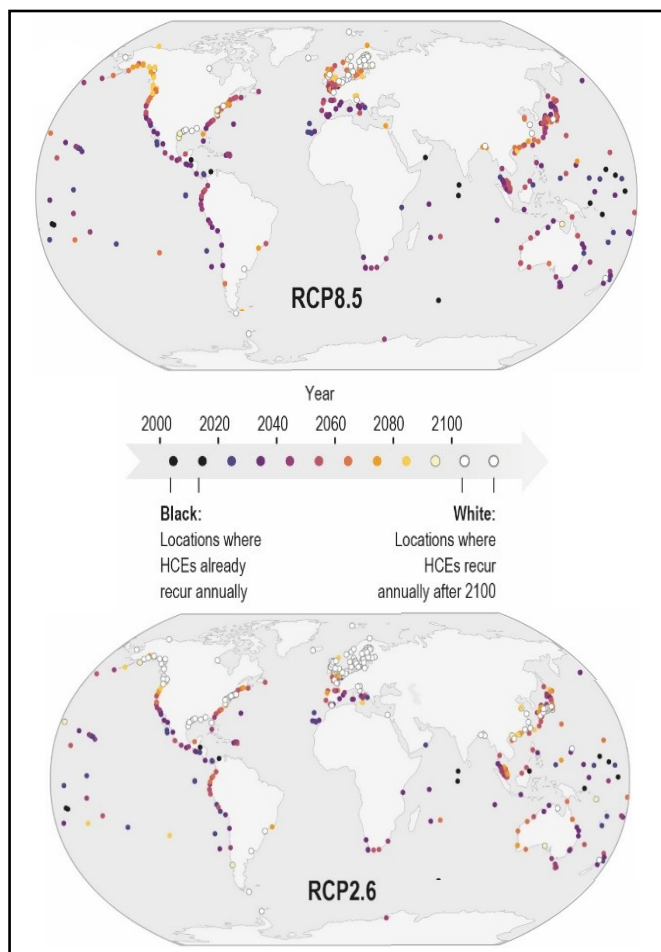 RCP8.5
Year
2000 2020 2040 2060 2080 2100
Black:
Locations where
HCEs already
recur annually
White:
Locations where
HCEs recur
annually after 2100
RCP2.6